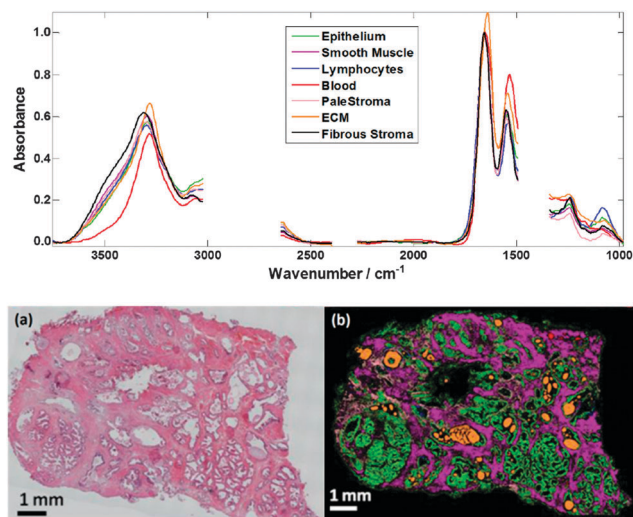 1.0
0.8
0.6
0.4
0.2
0.0
Absorbance
Epithelium
Smooth Muscle
Lymphocytes
Blood
PaleStroma
ECM
Fibrous Stroma
3500 3000 2500 2000 1500 1000
Wavenumber / cm⁻¹
(a)
1 mm
(b)
1 mm